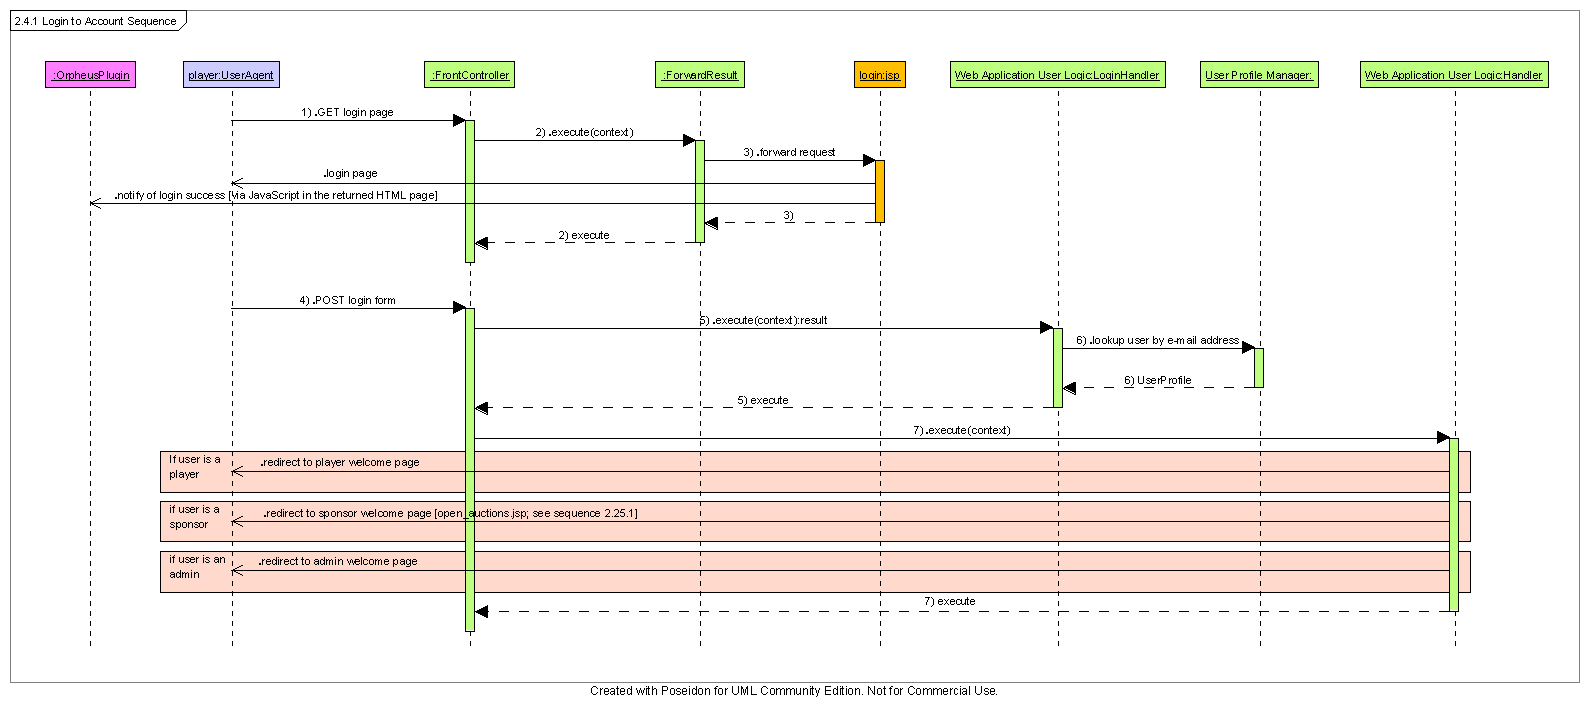 2.4.1 Login to Account Sequence
:OrpheusPlugin
player:UserAgent
:FrontController
:ForwardResult
login:jsp
Web Application User Logic:LoginHandler
User Profile Manager:
Web Application User Logic:Handler
1) .GET login page
2) .execute(context)
3) .forward request
.login page
.notify of login success [via JavaScript in the returned HTML page]
3)
2) execute
4) .POST login form
5) .execute(context):result
6) .lookup user by e-mail address
6) UserProfile
5) execute
7) .execute(context)
If user is a
player
.redirect to player welcome page
if user is a
sponsor
.redirect to sponsor welcome page [open_auctions.jsp; see sequence 2.25.1]
if user is an
admin
.redirect to admin welcome page
7) execute
Created with Poseidon for UML Community Edition. Not for Commercial Use.